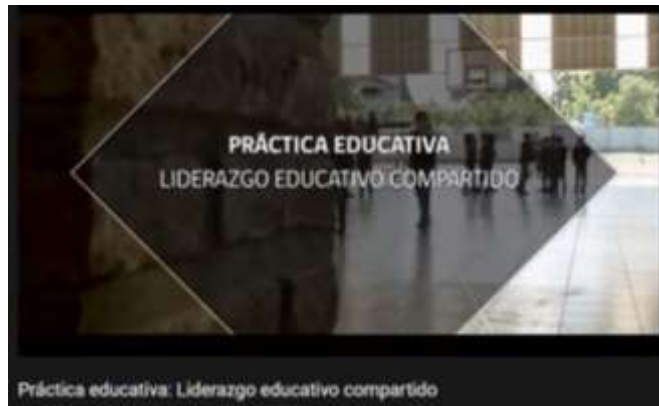 PRÁCTICA EDUCATIVA
LIDERAZGO EDUCATIVO COMPARTIDO
Práctica educativa: Liderazgo educativo compartido